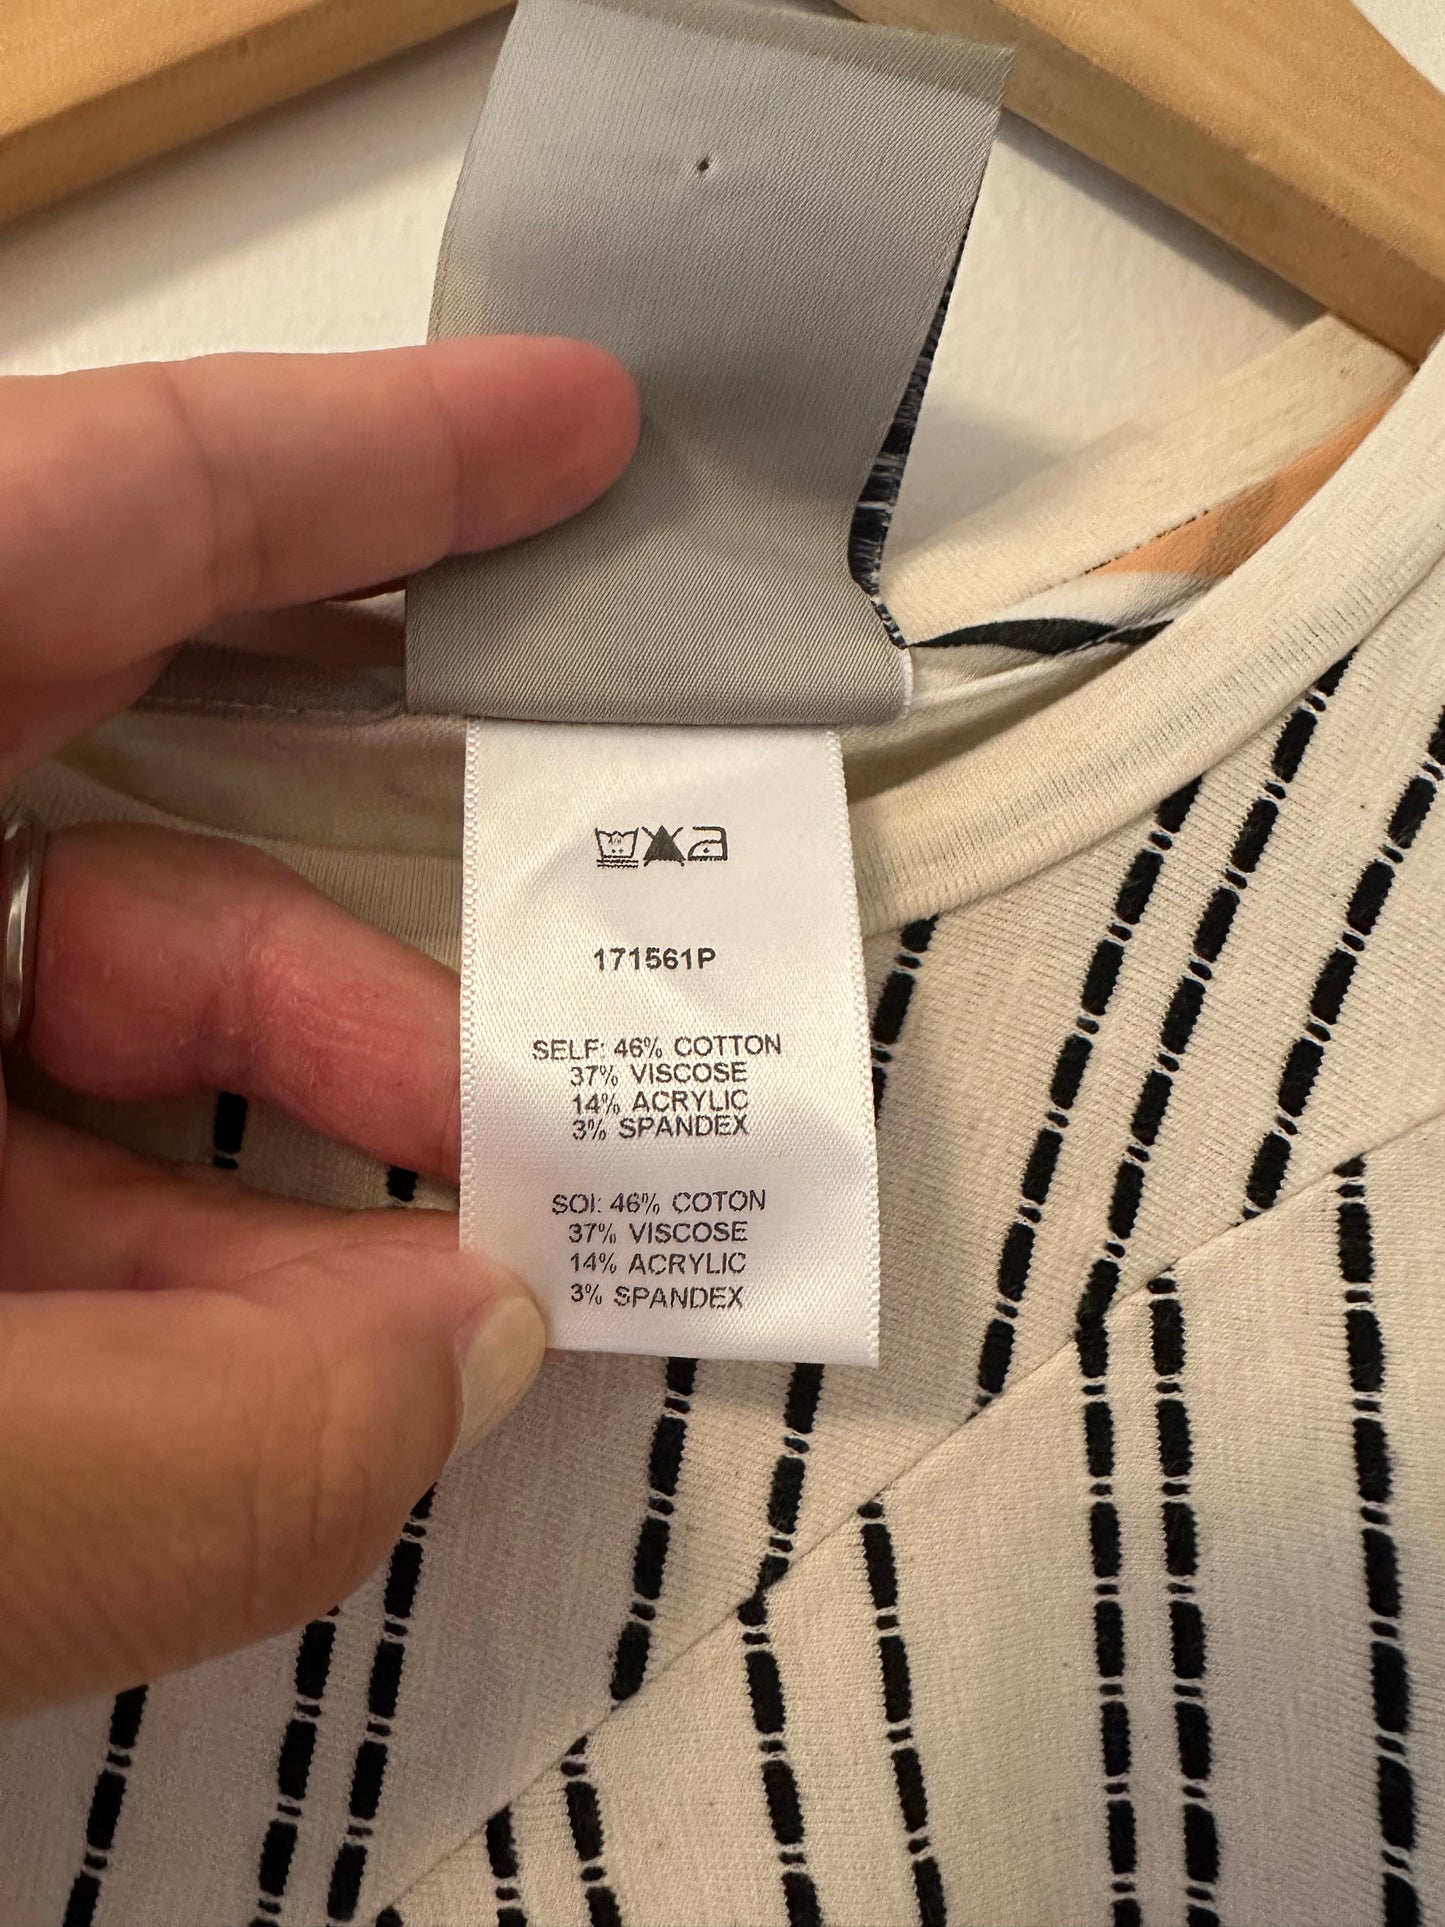 171561P
SELF: 46% COTTON
37% VISCOSE
14% ACRYLIC
3% SPANDEX
SOI: 46% COTON
37% VISCOSE
14% ACRYLIC
3% SPANDEX